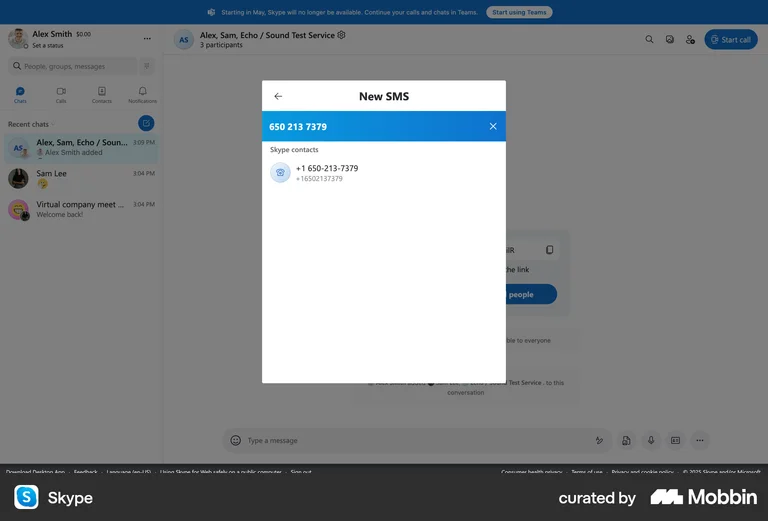 Starting in May, Skype will no longer be available. Continue your calls and chats in Teams. Start using Teams
Alex Smith $0.00
Set a status
People, groups, messages
Chats Calls Contacts Notifications
Recent chats
AS Alex, Sam, Echo / Soun... 3:09 PM
Alex Smith added
Sam Lee 3:04 PM
Virtual company meet ... 3:04 PM
Welcome back!
AS Alex, Sam, Echo / Sound Test Service
3 participants
Start call
New SMS
650 213 7379
Skype contacts
+1 650-213-7379
+16502137379
the link
people
to everyone
Test Service , to this
conversation
Type a message
Download Desktop App • Feedback • Language (en-US) • Using Skype for Web safely on a public computer • Sign out
Consumer health privacy • Terms of use • Privacy and cookie policy • © 2025 Skype and/or Microsoft
Skype
curated by Mobbin